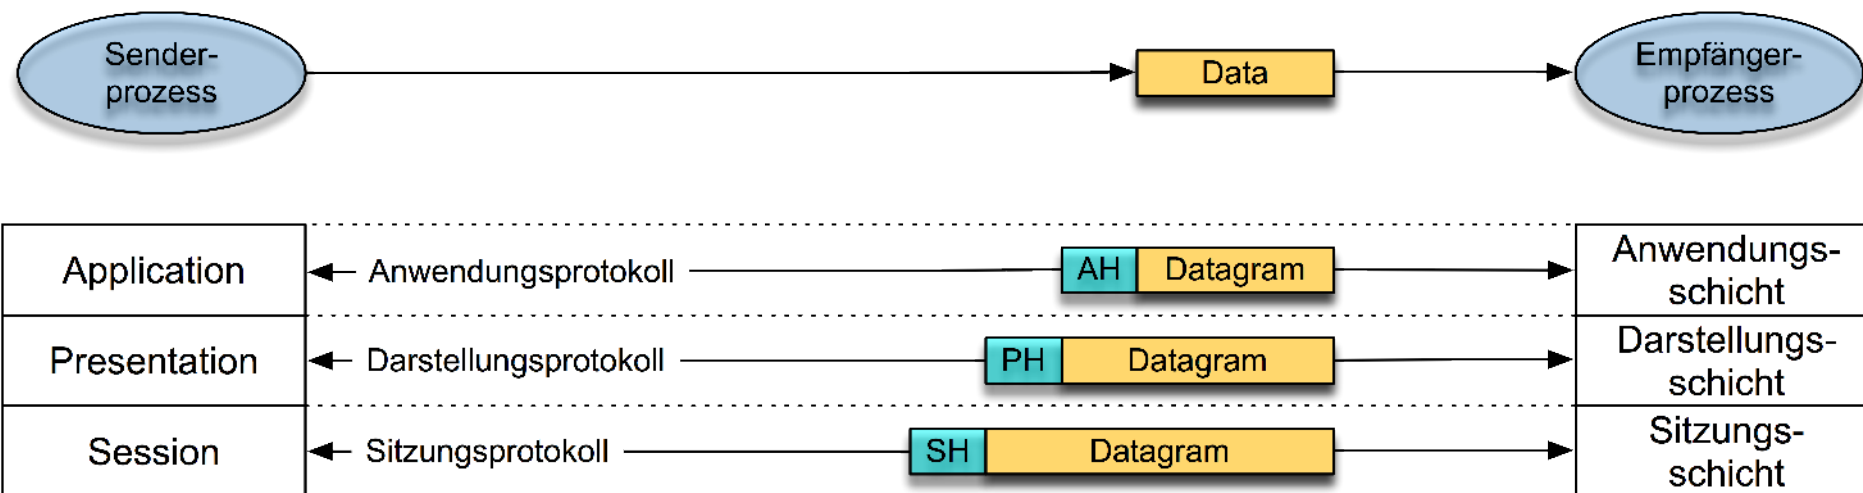 Sender-
prozess
Data
Empfänger-
prozess
Application
Anwendungsprotokoll
AH
Datagram
Anwendungs-
schicht
Presentation
Darstellungsprotokoll
PH
Datagram
Darstellungs-
schicht
Session
Sitzungsprotokoll
SH
Datagram
Sitzungs-
schicht